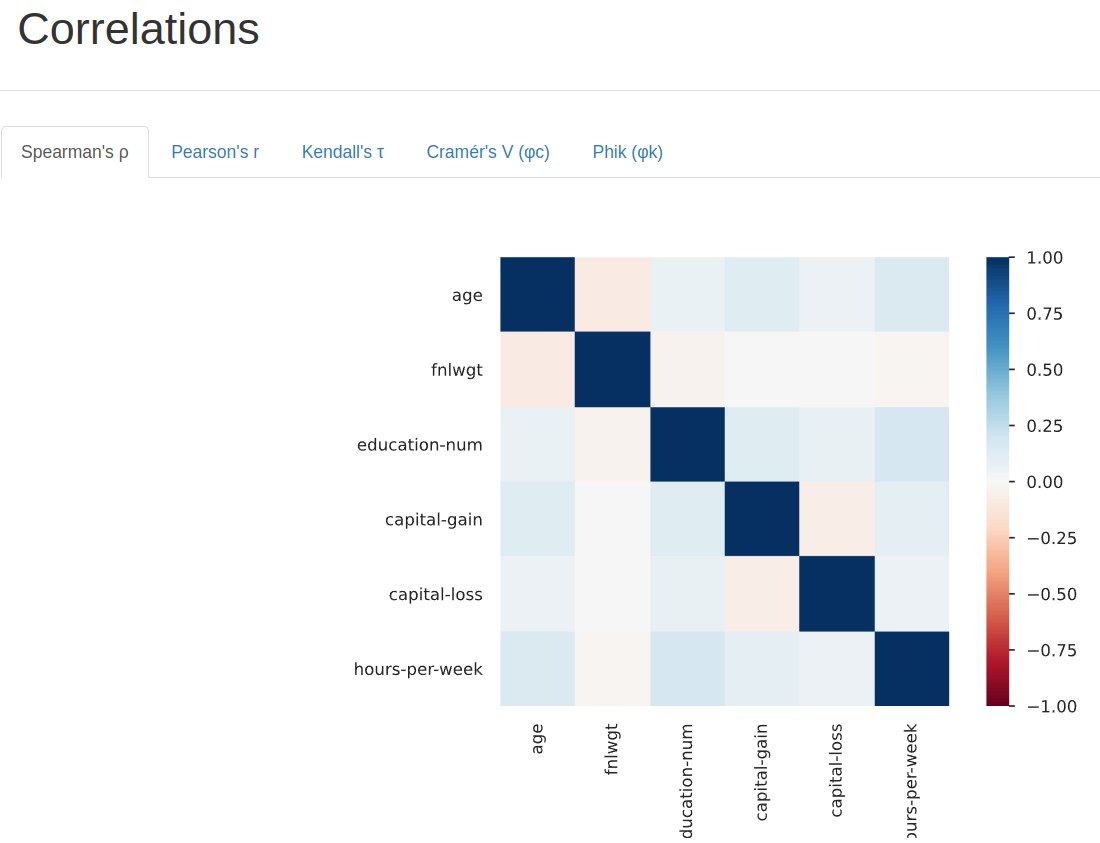 Correlations
Spearman's ρ Pearson's r Kendall's τ Cramér's V (φc) Phik (φk)
age
fnlwgt
education-num
capital-gain
capital-loss
hours-per-week
1.00
0.75
0.50
0.25
0.00
−0.25
−0.50
−0.75
−1.00
age
fnlwgt
ducation-num
capital-gain
capital-loss
ours-per-week